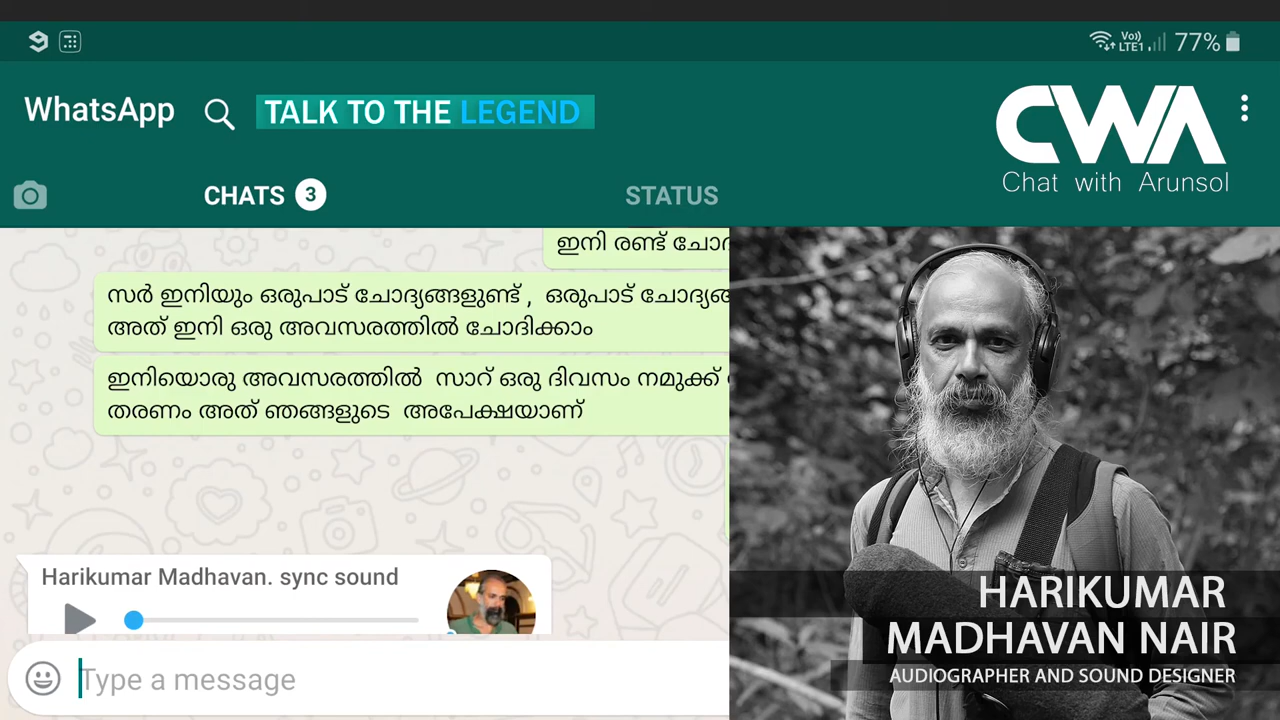 Vo)
LTE1
77%
WhatsApp
TALK TO THE LEGEND
CWA
Chat with Arunsol
CHATS 3
STATUS
ഇനി രണ്ട്
സർ ഇനിയും ഒരുപാട് ചോദ്യങ്ങളുണ്ട് , ഒരുപാട്
അത് ഇനി ഒരു അവസരത്തിൽ ചോദിക്കാം
ഇനിയൊരു അവസരത്തിൽ സാറ് ഒരു ദിവസം നമുക്ക്
തരണം അത് ഞങ്ങളുടെ അപേക്ഷയാണ്
Harikumar Madhavan. sync sound
Type a message
HARIKUMAR
MADHAVAN NAIR
AUDIOGRAPHER AND SOUND DESIGNER